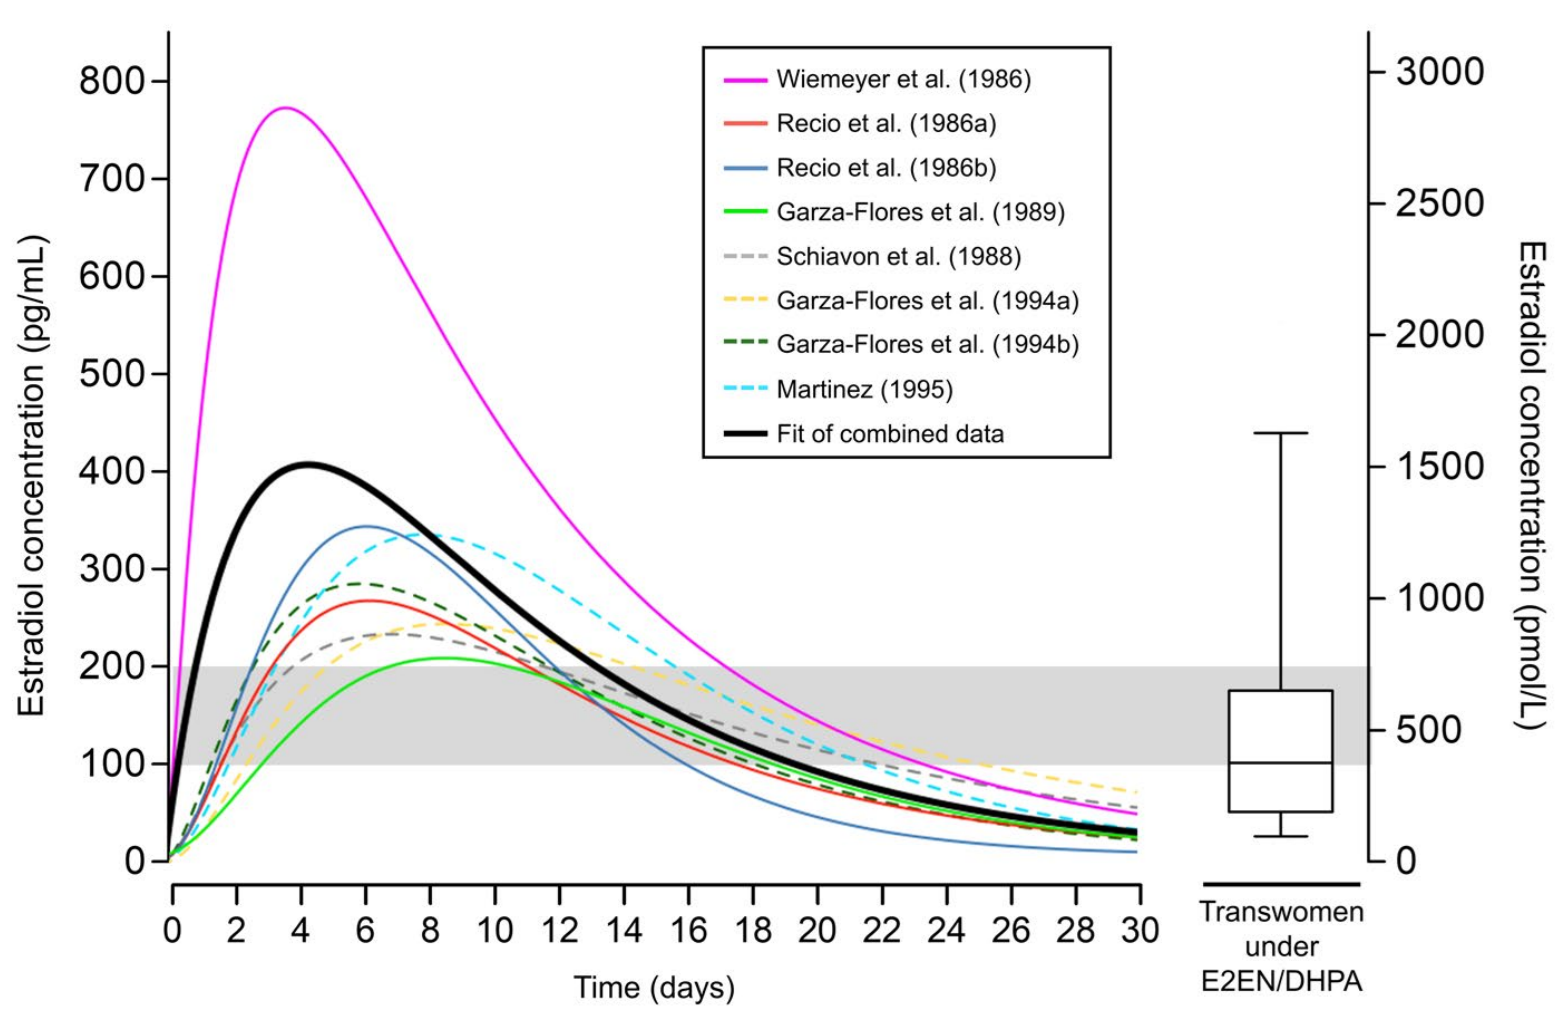 Estradiol concentration (pg/mL)
800
700
600
500
400
300
200
100
0
Wiemeyer et al. (1986)
Recio et al. (1986a)
Recio et al. (1986b)
Garza-Flores et al. (1989)
Schiavon et al. (1988)
Garza-Flores et al. (1994a)
Garza-Flores et al. (1994b)
Martinez (1995)
Fit of combined data
3000
2500
2000
1500
1000
500
0
Estradiol concentration (pmol/L)
0 2 4 6 8 10 12 14 16 18 20 22 24 26 28 30
Time (days)
Transwomen
under
E2EN/DHPA